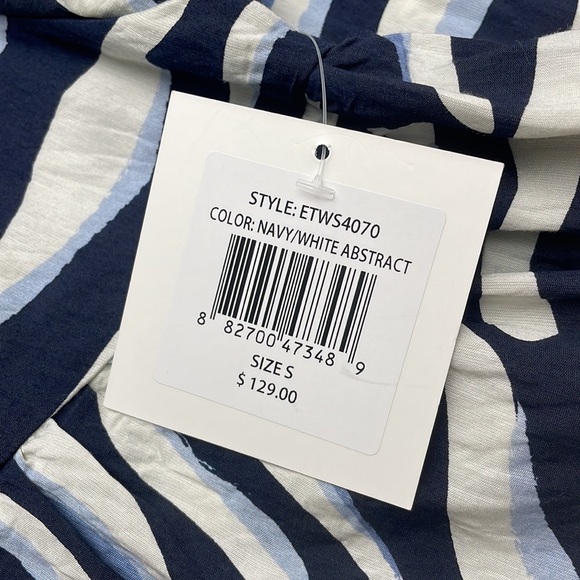 STYLE: ETWS4070
COLOR: NAVY/WHITE ABSTRACT
8 82700 47348 9
SIZE S
$ 129.00